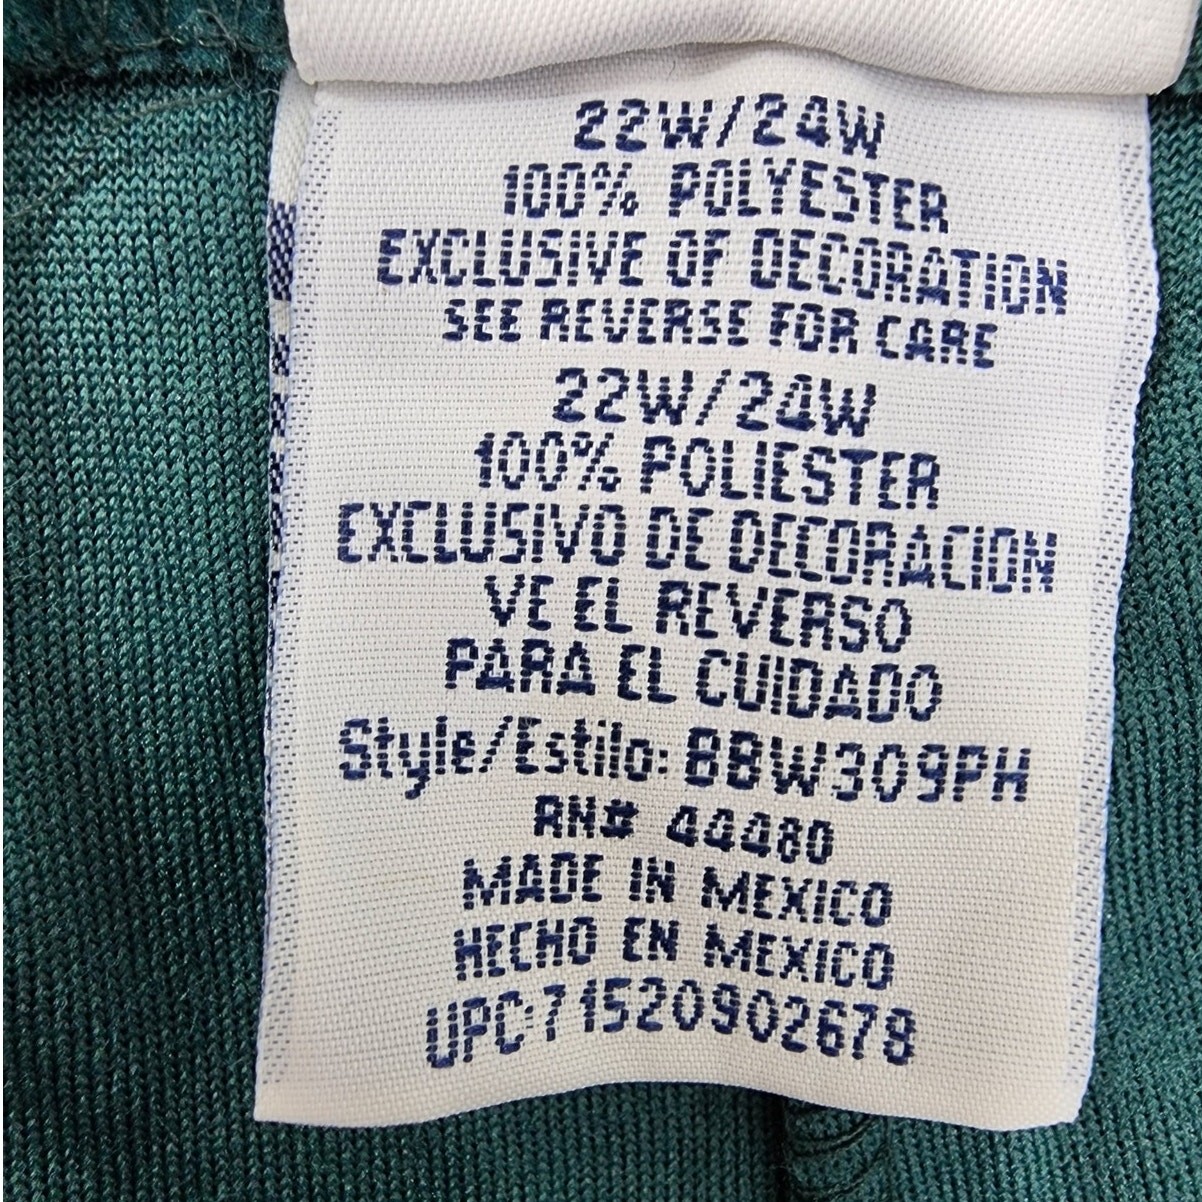 22W/24W
100% POLYESTER
EXCLUSIVE OF DECORATION
SEE REVERSE FOR CARE
22W/24W
100% POLIESTER
EXCLUSIVO DE DECORACION
VE EL REVERSO
PARA EL CUIDADO
Style/Estilo: BBW309PH
RN# 44480
MADE IN MEXICO
HECHO EN MEXICO
UPC:71520902678